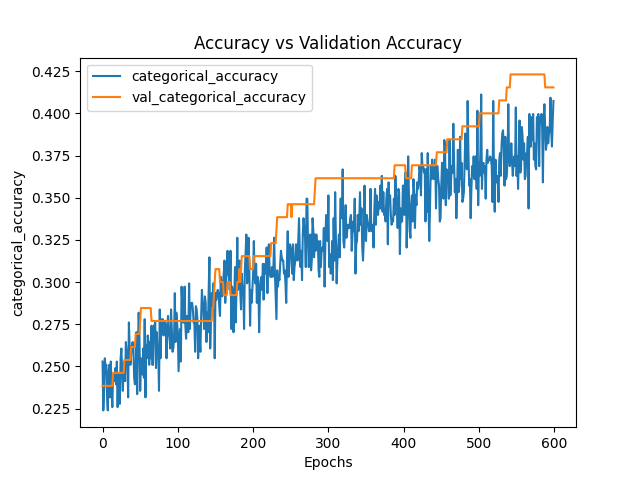 Accuracy vs Validation Accuracy
categorical_accuracy
val_categorical_accuracy
categorical_accuracy
0.425
0.400
0.375
0.350
0.325
0.300
0.275
0.250
0.225
0 100 200 300 400 500 600
Epochs